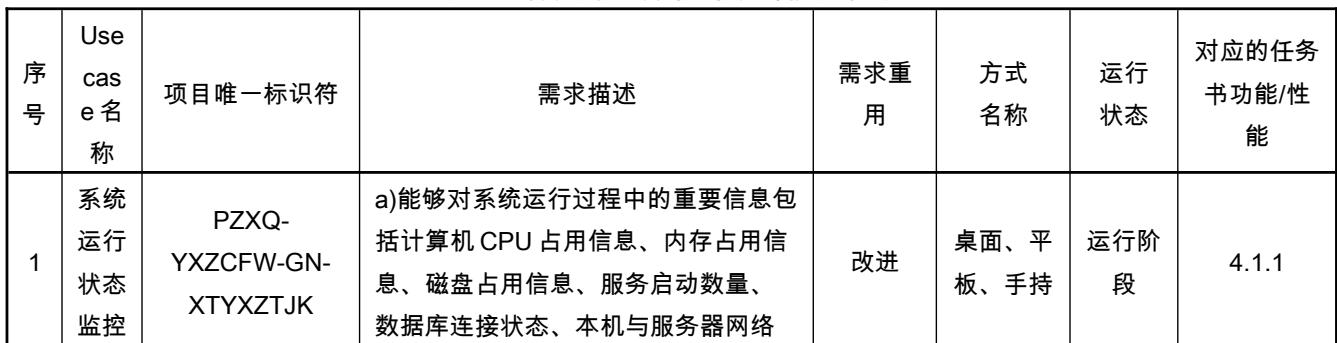 序号
Use case 名称
项目唯一标识符
需求描述
需求重用
方式名称
运行状态
对应的任务书功能/性能
1
系统运行状态监控
PZXQ-
YXZCFW-GN-
XTYXZTJK
a)能够对系统运行过程中的重要信息包
括计算机 CPU 占用信息、内存占用信
息、磁盘占用信息、服务启动数量、
数据库连接状态、本机与服务器网络
改进
桌面、平
板、手持
运行阶
段
4.1.1